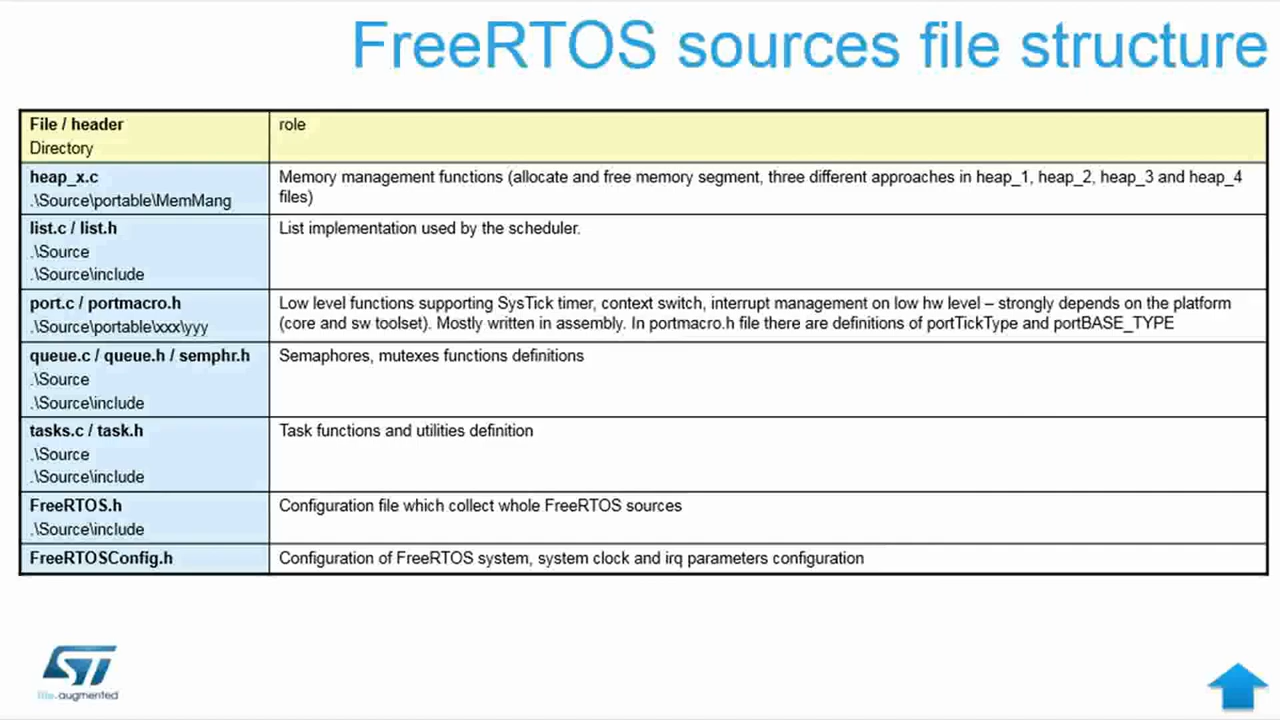 FreeRTOS sources file structure
File / header
Directory
role
heap_x.c
.\Source\portable\MemMang
Memory management functions (allocate and free memory segment, three different approaches in heap_1, heap_2, heap_3 and heap_4
files)
list.c / list.h
.\Source
.\Source\include
List implementation used by the scheduler.
port.c / portmacro.h
.\Source\portable\xxx\yyy
Low level functions supporting SysTick timer, context switch, interrupt management on low hw level – strongly depends on the platform
(core and sw toolset). Mostly written in assembly. In portmacro.h file there are definitions of portTickType and portBASE_TYPE
queue.c / queue.h / semphr.h
.\Source
.\Source\include
Semaphores, mutexes functions definitions
tasks.c / task.h
.\Source
.\Source\include
Task functions and utilities definition
FreeRTOS.h
.\Source\include
Configuration file which collect whole FreeRTOS sources
FreeRTOSConfig.h
Configuration of FreeRTOS system, system clock and irq parameters configuration
ST
life.augmented